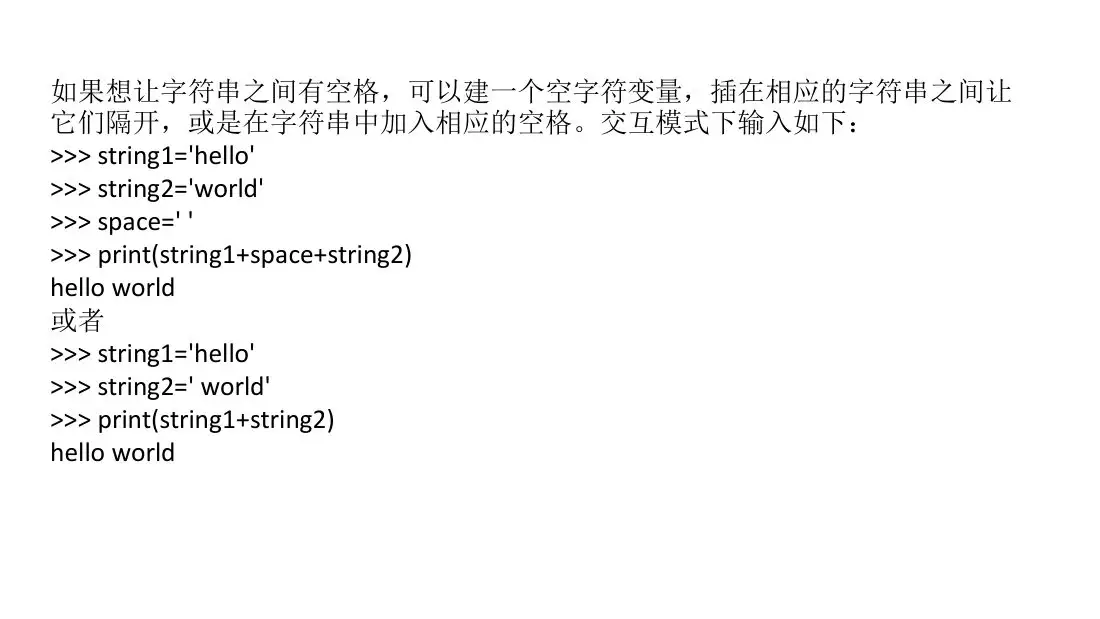 如果想让字符串之间有空格，可以建一个空字符变量，插在相应的字符串之间让
它们隔开，或是在字符串中加入相应的空格。交互模式下输入如下：
>>> string1='hello'
>>> string2='world'
>>> space=' '
>>> print(string1+space+string2)
hello world
或者
>>> string1='hello'
>>> string2=' world'
>>> print(string1+string2)
hello world